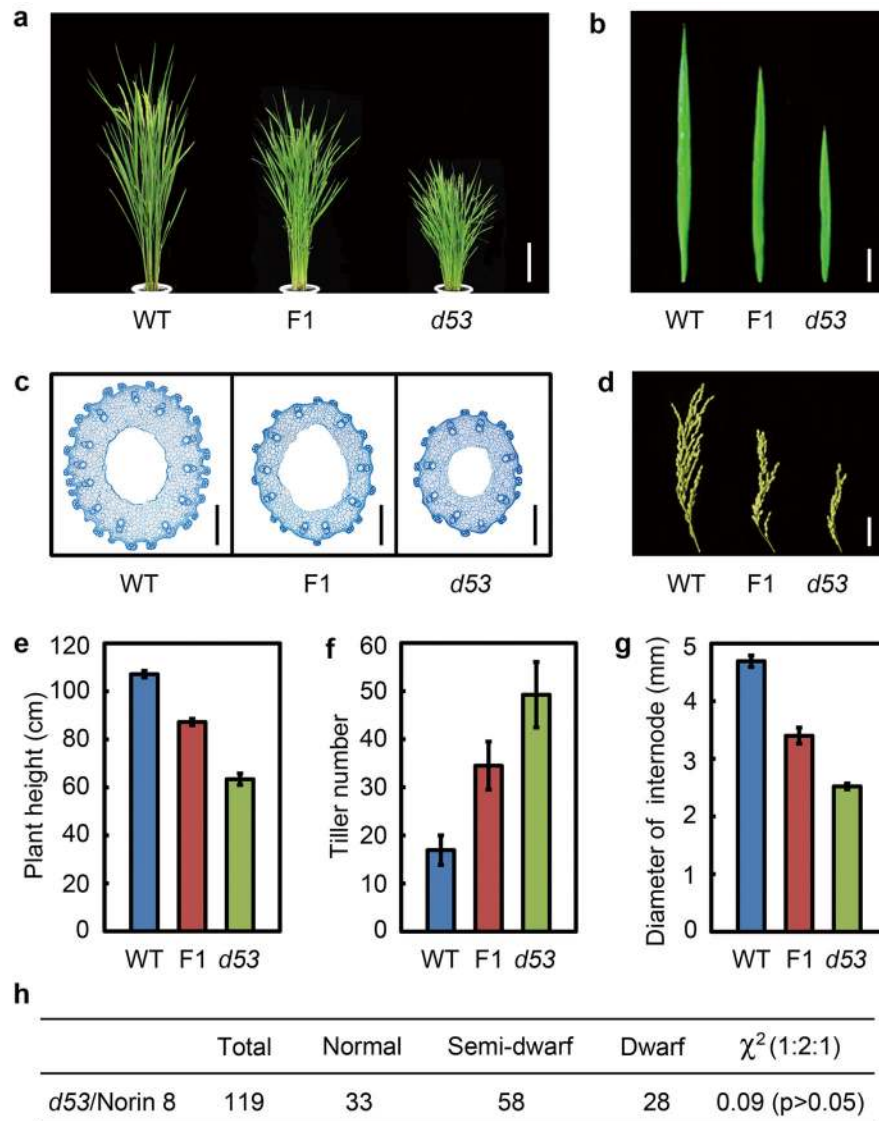 a
WT F1 d53
b
WT F1 d53
c
WT F1 d53
d
WT F1 d53
e
Plant height (cm)
120
100
80
60
40
20
0
WT F1 d53
f
Tiller number
60
50
40
30
20
10
0
WT F1 d53
g
Diameter of internode (mm)
5
4
3
2
1
0
WT F1 d53
h
Total Normal Semi-dwarf Dwarf χ² (1:2:1)
d53/Norin 8 119 33 58 28 0.09 (p>0.05)